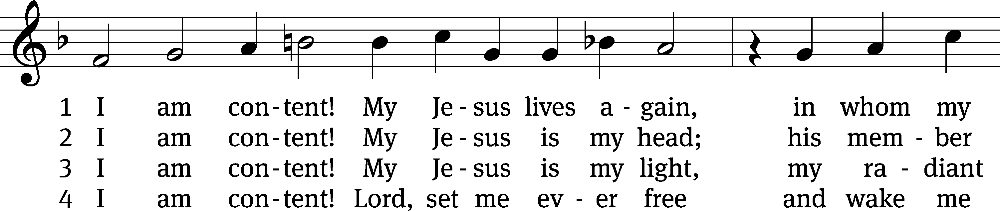 1 I am con - tent! My Je - sus lives a - gain, in whom my
2 I am con - tent! My Je - sus is my head; his mem - ber
3 I am con - tent! My Je - sus is my light, my ra - diant
4 I am con - tent! Lord, set me ev - er free and wake me